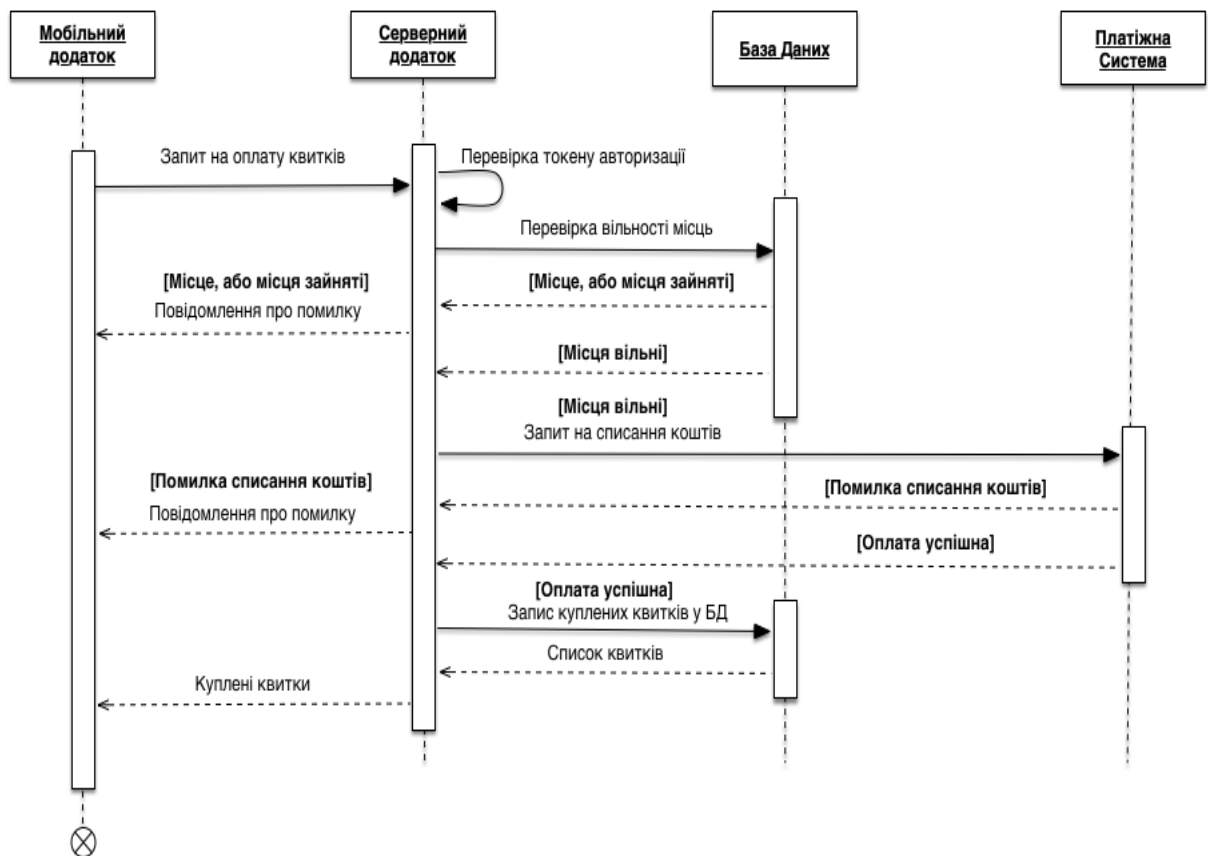 Мобільний
додаток
Серверний
додаток
База Даних
Платіжна
Система
Запит на оплату квитків
Перевірка токену авторизації
Перевірка вільності місць
[Місце, або місця зайняті]
Повідомлення про помилку
[Місце, або місця зайняті]
[Місця вільні]
[Місця вільні]
Запит на списання коштів
[Помилка списання коштів]
Повідомлення про помилку
[Помилка списання коштів]
[Оплата успішна]
[Оплата успішна]
Запис куплених квитків у БД
Список квитків
Куплені квитки